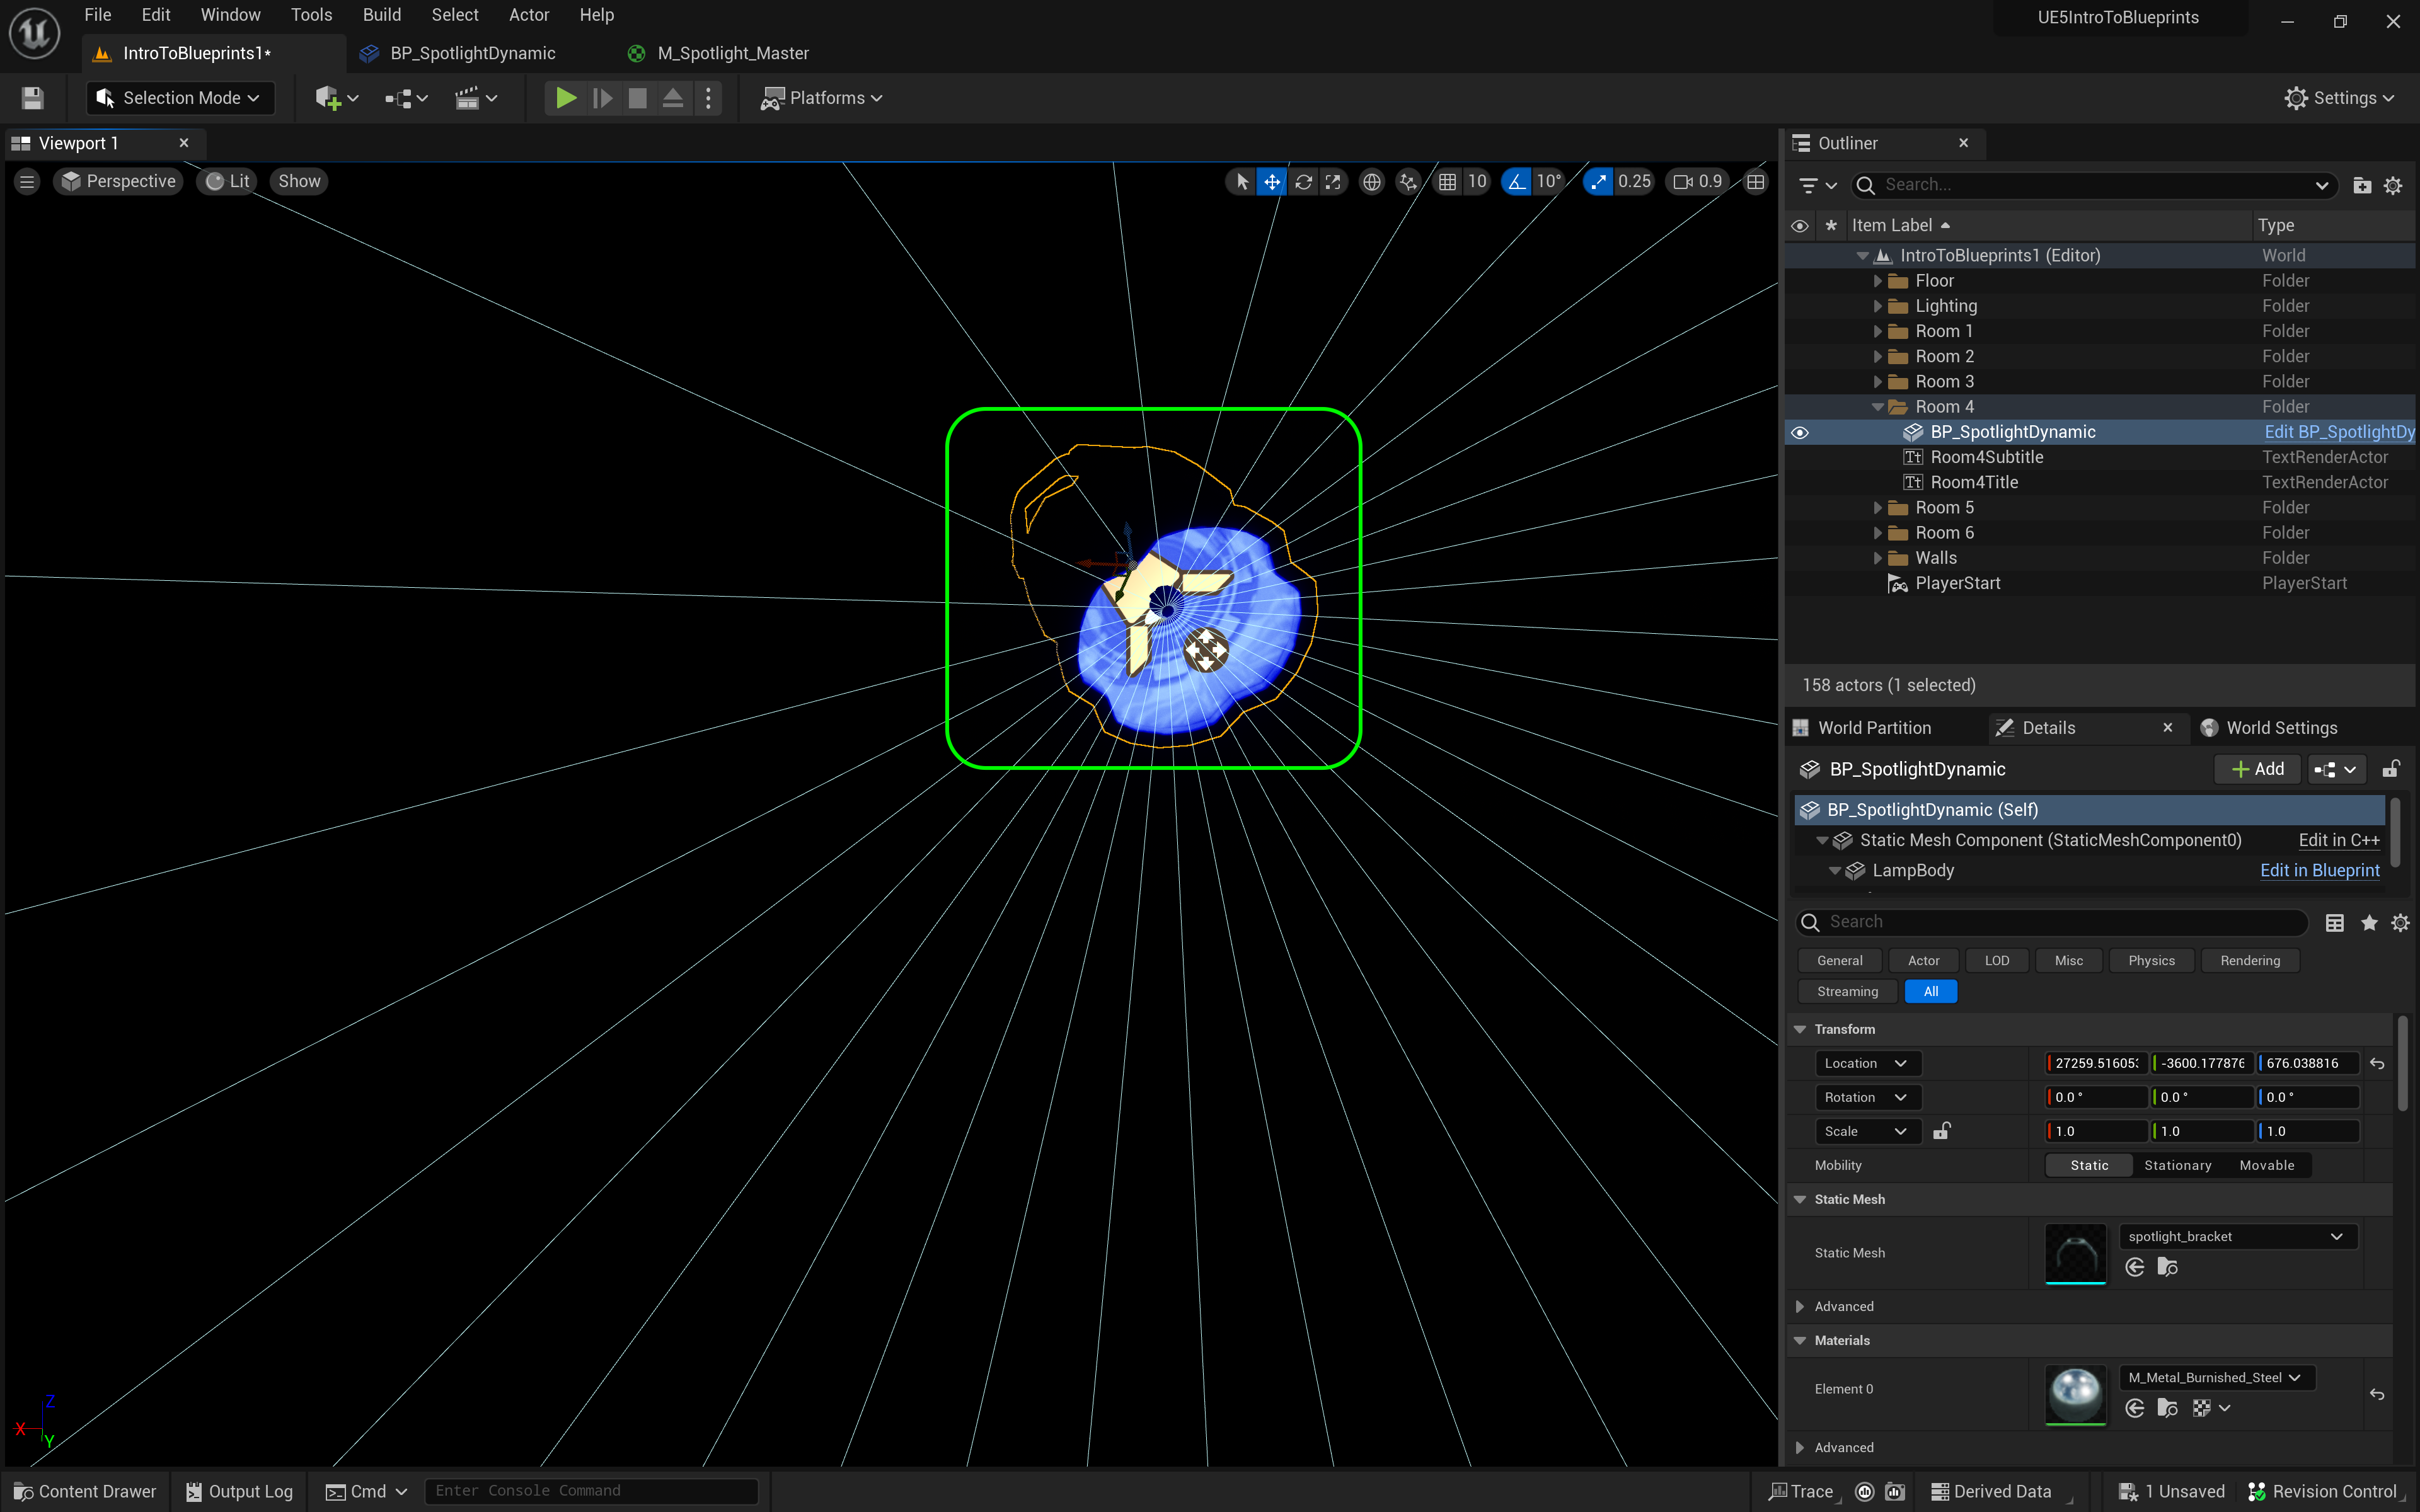 File Edit Window Tools Build Select Actor Help
UE5IntroToBlueprints
IntroToBlueprints1* BP_SpotlightDynamic M_Spotlight_Master
Selection Mode Platforms Settings
Viewport 1
Perspective Lit Show 10 10° 0.25 0.9
Z
X
Y
Outliner
Search...
Item Label Type
IntroToBlueprints1 (Editor) World
Floor Folder
Lighting Folder
Room 1 Folder
Room 2 Folder
Room 3 Folder
Room 4 Folder
BP_SpotlightDynamic Edit BP_SpotlightDy
Room4Subtitle TextRenderActor
Room4Title TextRenderActor
Room 5 Folder
Room 6 Folder
Walls Folder
PlayerStart PlayerStart
158 actors (1 selected)
World Partition Details World Settings
BP_SpotlightDynamic Add
BP_SpotlightDynamic (Self)
Static Mesh Component (StaticMeshComponent0) Edit in C++
LampBody Edit in Blueprint
Search
General Actor LOD Misc Physics Rendering
Streaming All
Transform
Location 27259.51605 -3600.177876 676.038816
Rotation 0.0 ° 0.0 ° 0.0 °
Scale 1.0 1.0 1.0
Mobility Static Stationary Movable
Static Mesh
Static Mesh spotlight_bracket
Advanced
Materials
Element 0 M_Metal_Burnished_Steel
Advanced
Content Drawer Output Log Cmd Enter Console Command Trace Derived Data 1 Unsaved Revision Control